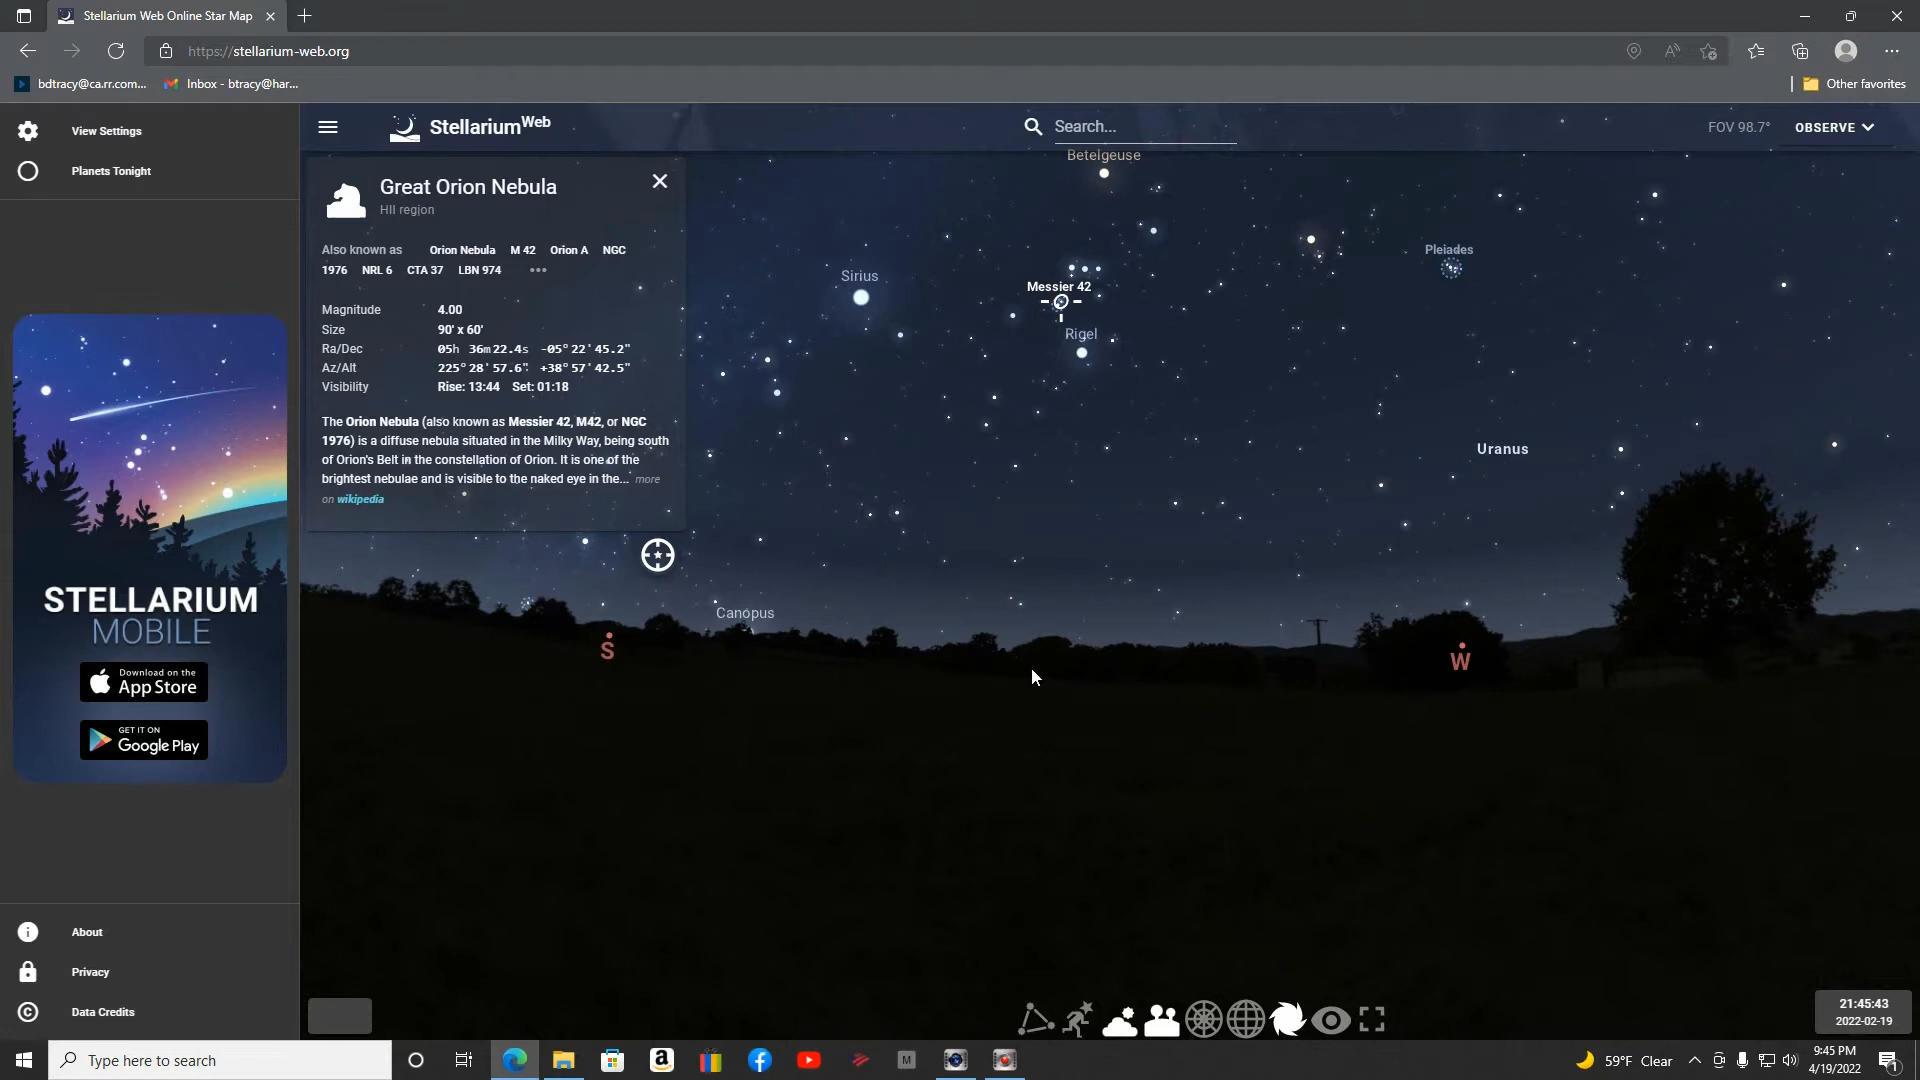 Stellarium Web Online Star Map
https://stellarium-web.org
bdtracy@ca.rr.com...
Inbox - btracy@har...
Other favorites
View Settings
Planets Tonight
STELLARIUM
MOBILE
Download on the
App Store
GET IT ON
Google Play
About
Privacy
Data Credits
StellariumWeb
Search...
FOV 98.7°
OBSERVE
Great Orion Nebula
HII region
Also known as Orion Nebula M 42 Orion A NGC
1976 NRL 6 CTA 37 LBN 974 •••
Magnitude 4.00
Size 90' x 60'
Ra/Dec 05h 36m22.4s -05°22'45.2"
Az/Alt 225°28'57.6" +38°57'42.5"
Visibility Rise: 13:44 Set: 01:18
The Orion Nebula (also known as Messier 42, M42, or NGC
1976) is a diffuse nebula situated in the Milky Way, being south
of Orion's Belt in the constellation of Orion. It is one of the
brightest nebulae and is visible to the naked eye in the... more
on wikipedia
Betelgeuse
Pleiades
Sirius
Messier 42
Rigel
Uranus
Canopus
S
W
21:45:43
2022-02-19
Type here to search
M
59°F Clear
9:45 PM
4/19/2022
1